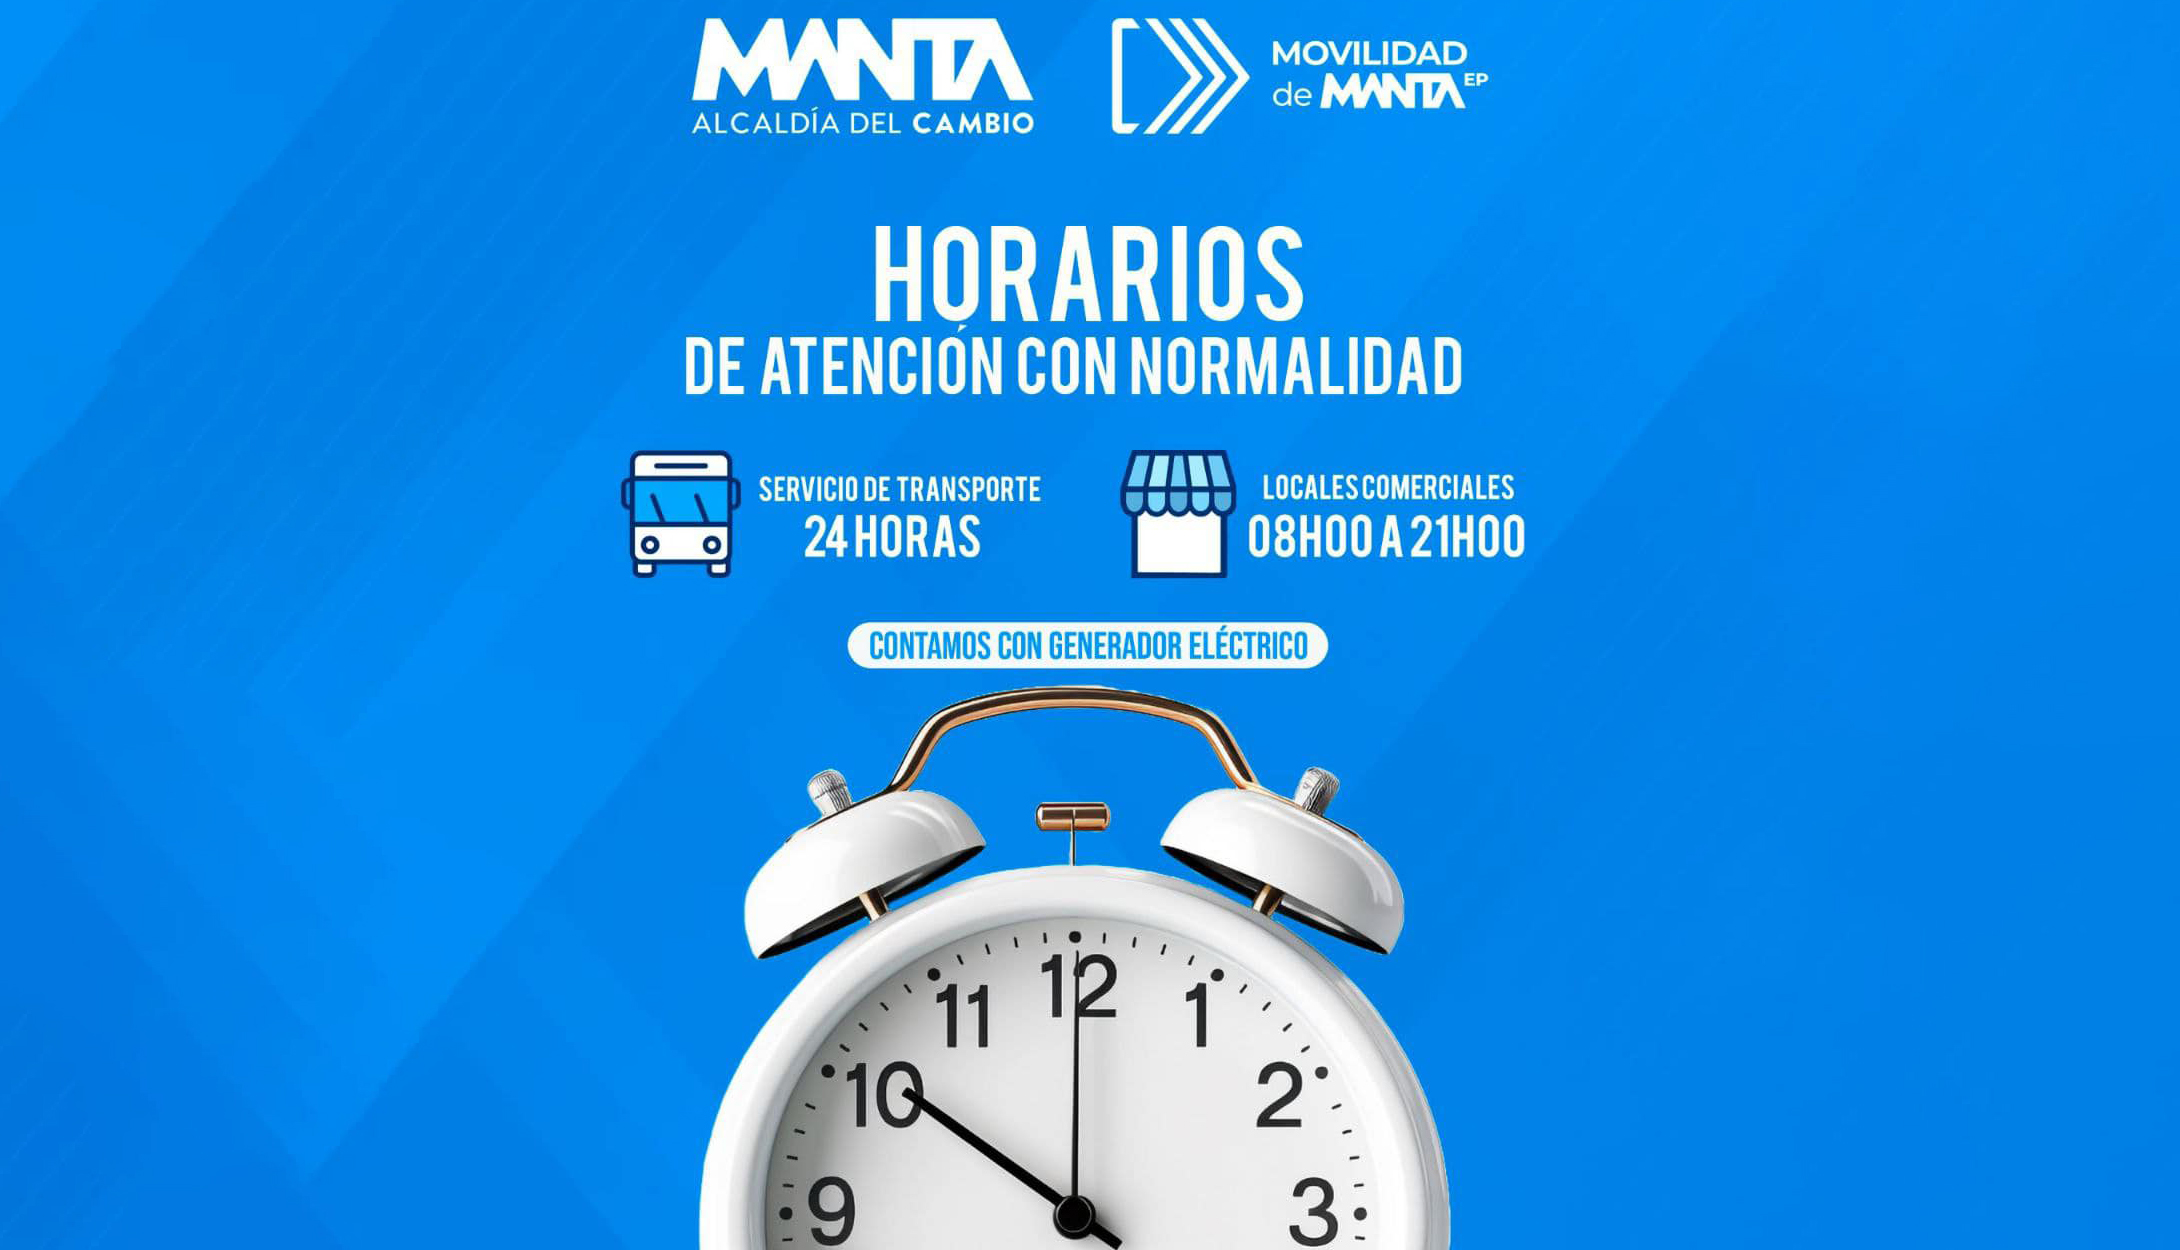 MANTA
ALCALDÍA DEL CAMBIO
MOVILIDAD
de MANTA EP
HORARIOS
DE ATENCIÓN CON NORMALIDAD
SERVICIO DE TRANSPORTE
24 HORAS
LOCALES COMERCIALES
08H00 A 21H00
CONTAMOS CON GENERADOR ELÉCTRICO
12
11
1
10
2
9
3